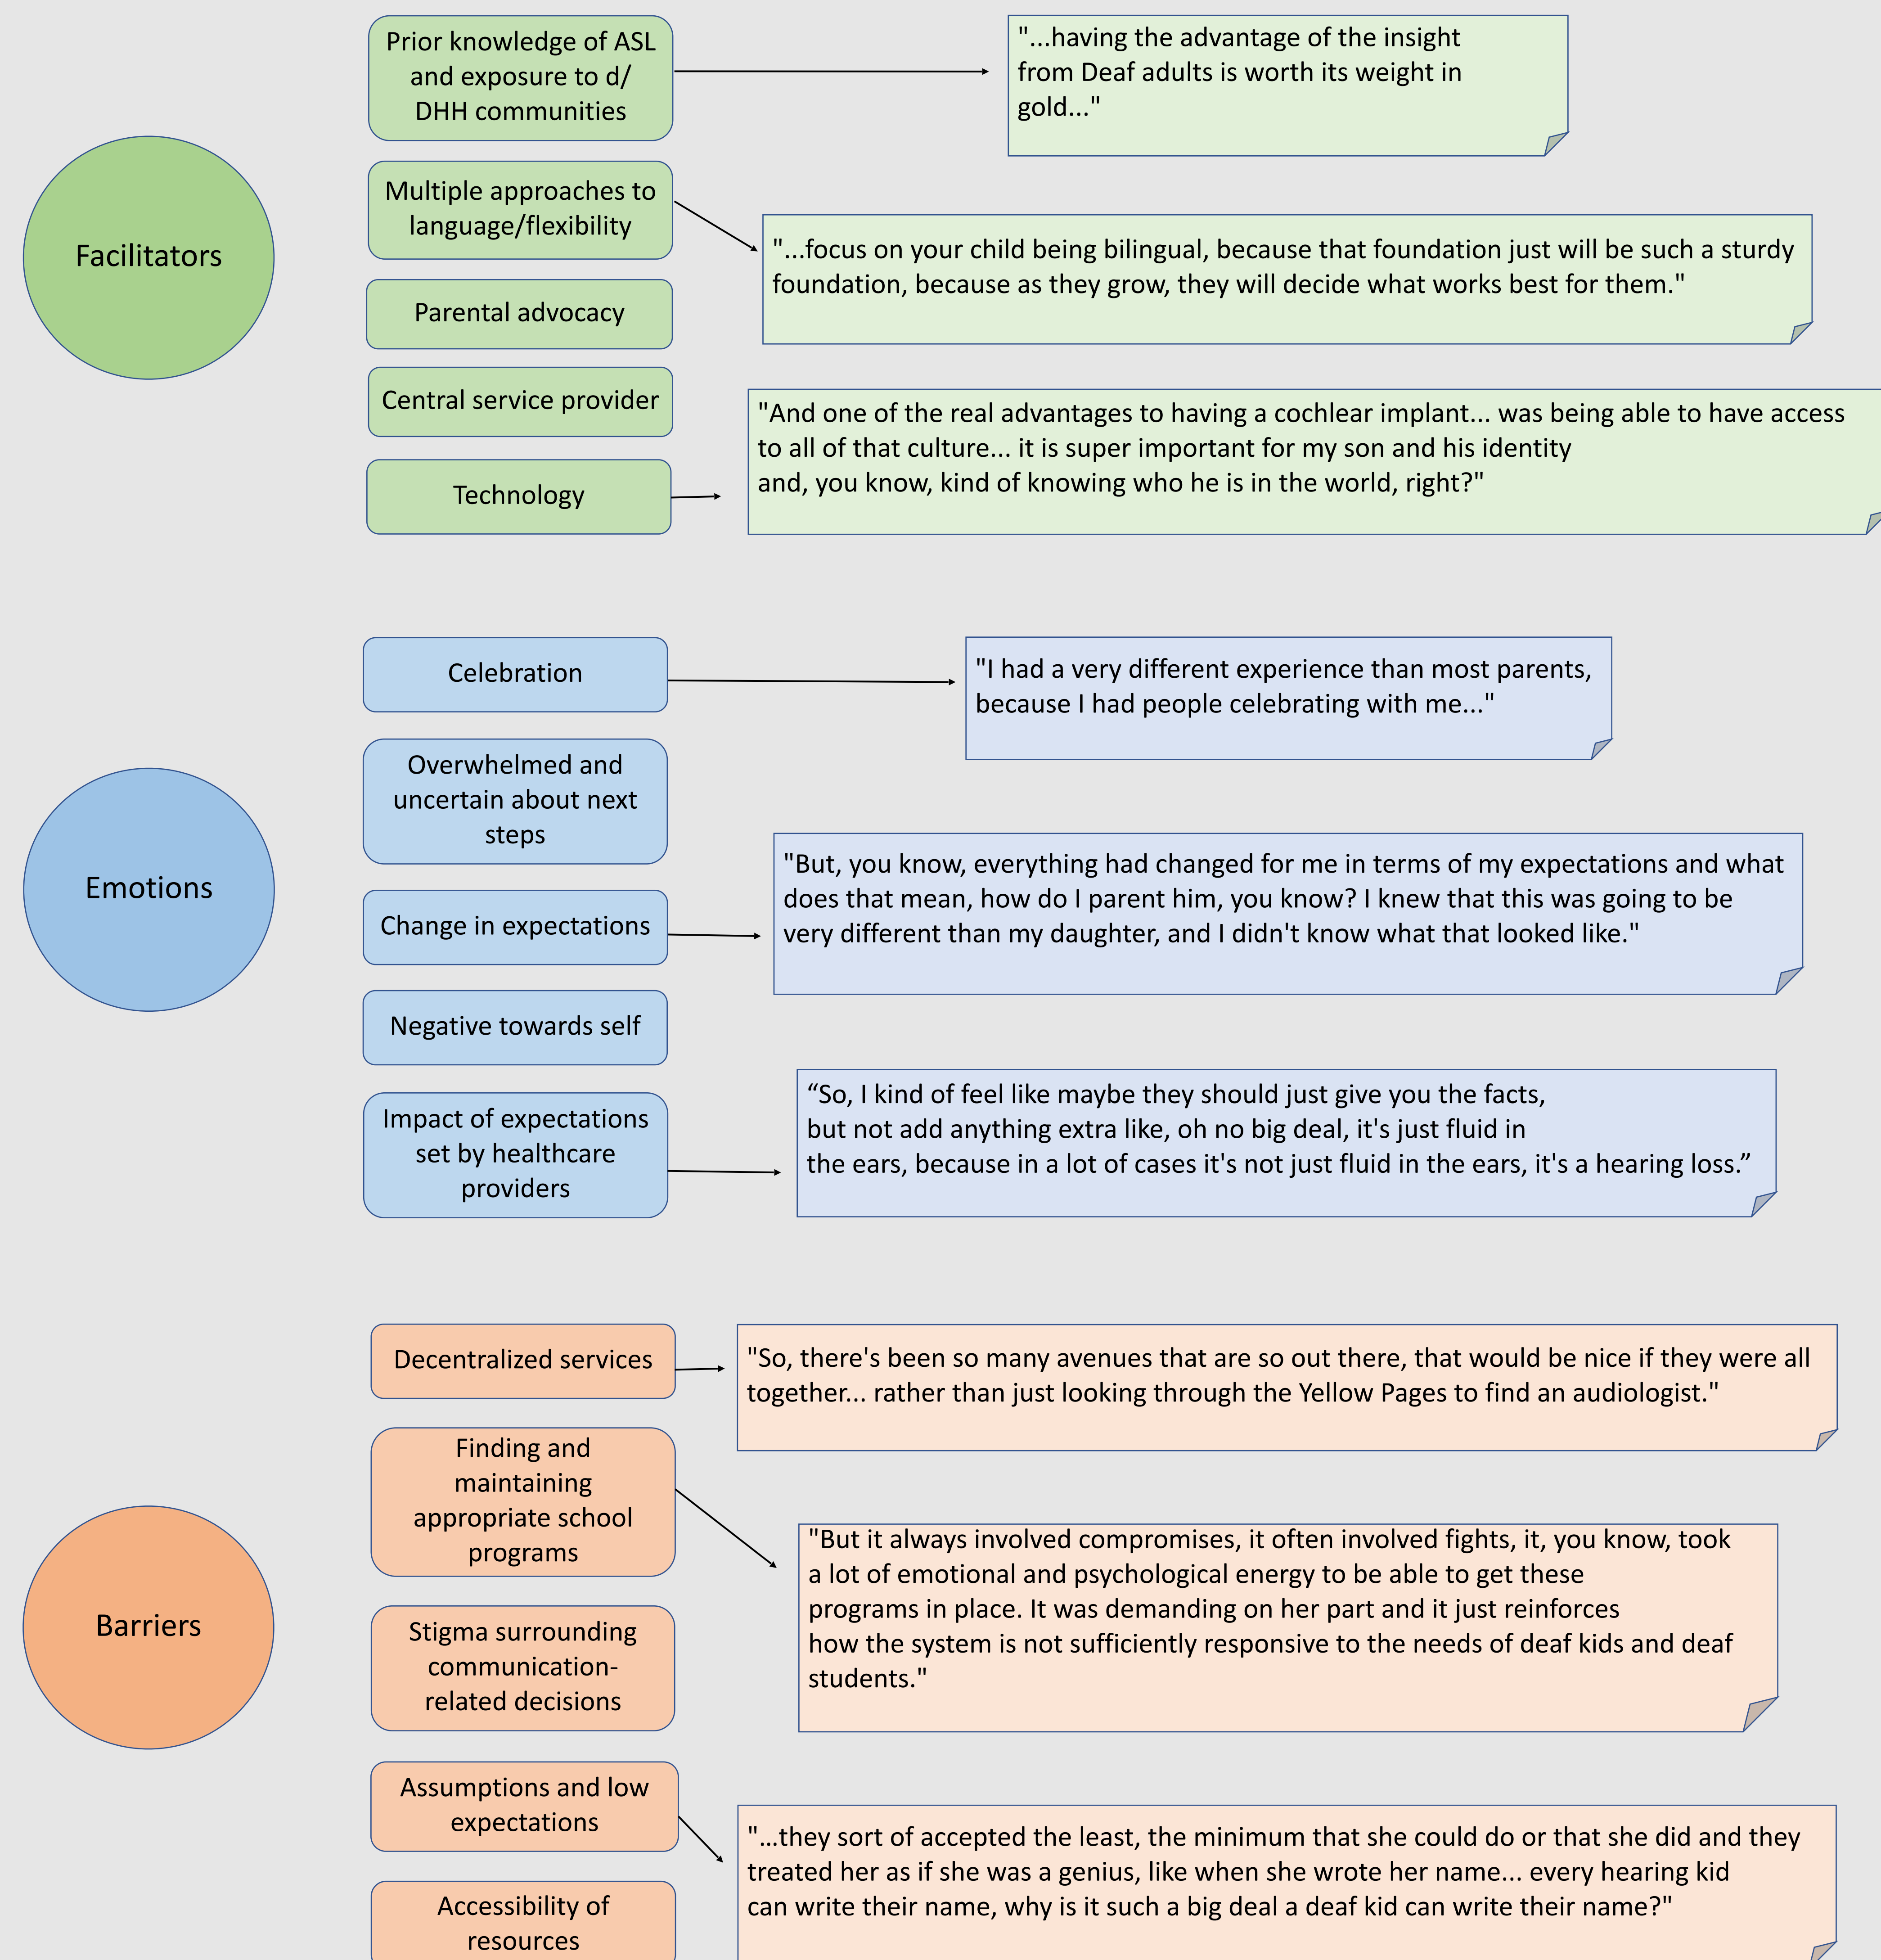 Facilitators
Prior knowledge of ASL
and exposure to d/
DHH communities
"...having the advantage of the insight
from Deaf adults is worth its weight in
gold..."
Multiple approaches to
language/flexibility
"...focus on your child being bilingual, because that foundation just will be such a sturdy
foundation, because as they grow, they will decide what works best for them."
Parental advocacy
Central service provider
Technology
"And one of the real advantages to having a cochlear implant... was being able to have access
to all of that culture... it is super important for my son and his identity
and, you know, kind of knowing who he is in the world, right?"
Emotions
Celebration
"I had a very different experience than most parents,
because I had people celebrating with me..."
Overwhelmed and
uncertain about next
steps
Change in expectations
"But, you know, everything had changed for me in terms of my expectations and what
does that mean, how do I parent him, you know? I knew that this was going to be
very different than my daughter, and I didn't know what that looked like."
Negative towards self
Impact of expectations
set by healthcare
providers
“So, I kind of feel like maybe they should just give you the facts,
but not add anything extra like, oh no big deal, it's just fluid in
the ears, because in a lot of cases it's not just fluid in the ears, it's a hearing loss.”
Barriers
Decentralized services
"So, there's been so many avenues that are so out there, that would be nice if they were all
together... rather than just looking through the Yellow Pages to find an audiologist."
Finding and
maintaining
appropriate school
programs
"But it always involved compromises, it often involved fights, it, you know, took
a lot of emotional and psychological energy to be able to get these
programs in place. It was demanding on her part and it just reinforces
how the system is not sufficiently responsive to the needs of deaf kids and deaf
students."
Stigma surrounding
communication-
related decisions
Assumptions and low
expectations
"...they sort of accepted the least, the minimum that she could do or that she did and they
treated her as if she was a genius, like when she wrote her name... every hearing kid
can write their name, why is it such a big deal a deaf kid can write their name?"
Accessibility of
resources